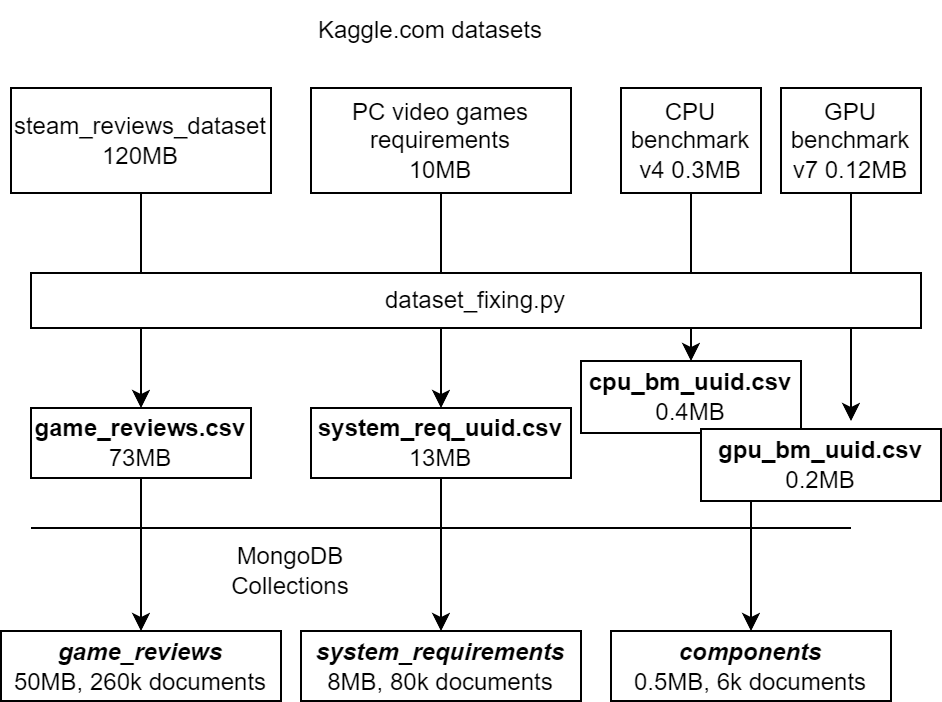 Kaggle.com datasets
steam_reviews_dataset
120MB
PC video games
requirements
10MB
CPU
benchmark
v4 0.3MB
GPU
benchmark
v7 0.12MB
dataset_fixing.py
cpu_bm_uuid.csv
0.4MB
game_reviews.csv
73MB
system_req_uuid.csv
13MB
gpu_bm_uuid.csv
0.2MB
MongoDB
Collections
game_reviews
50MB, 260k documents
system_requirements
8MB, 80k documents
components
0.5MB, 6k documents